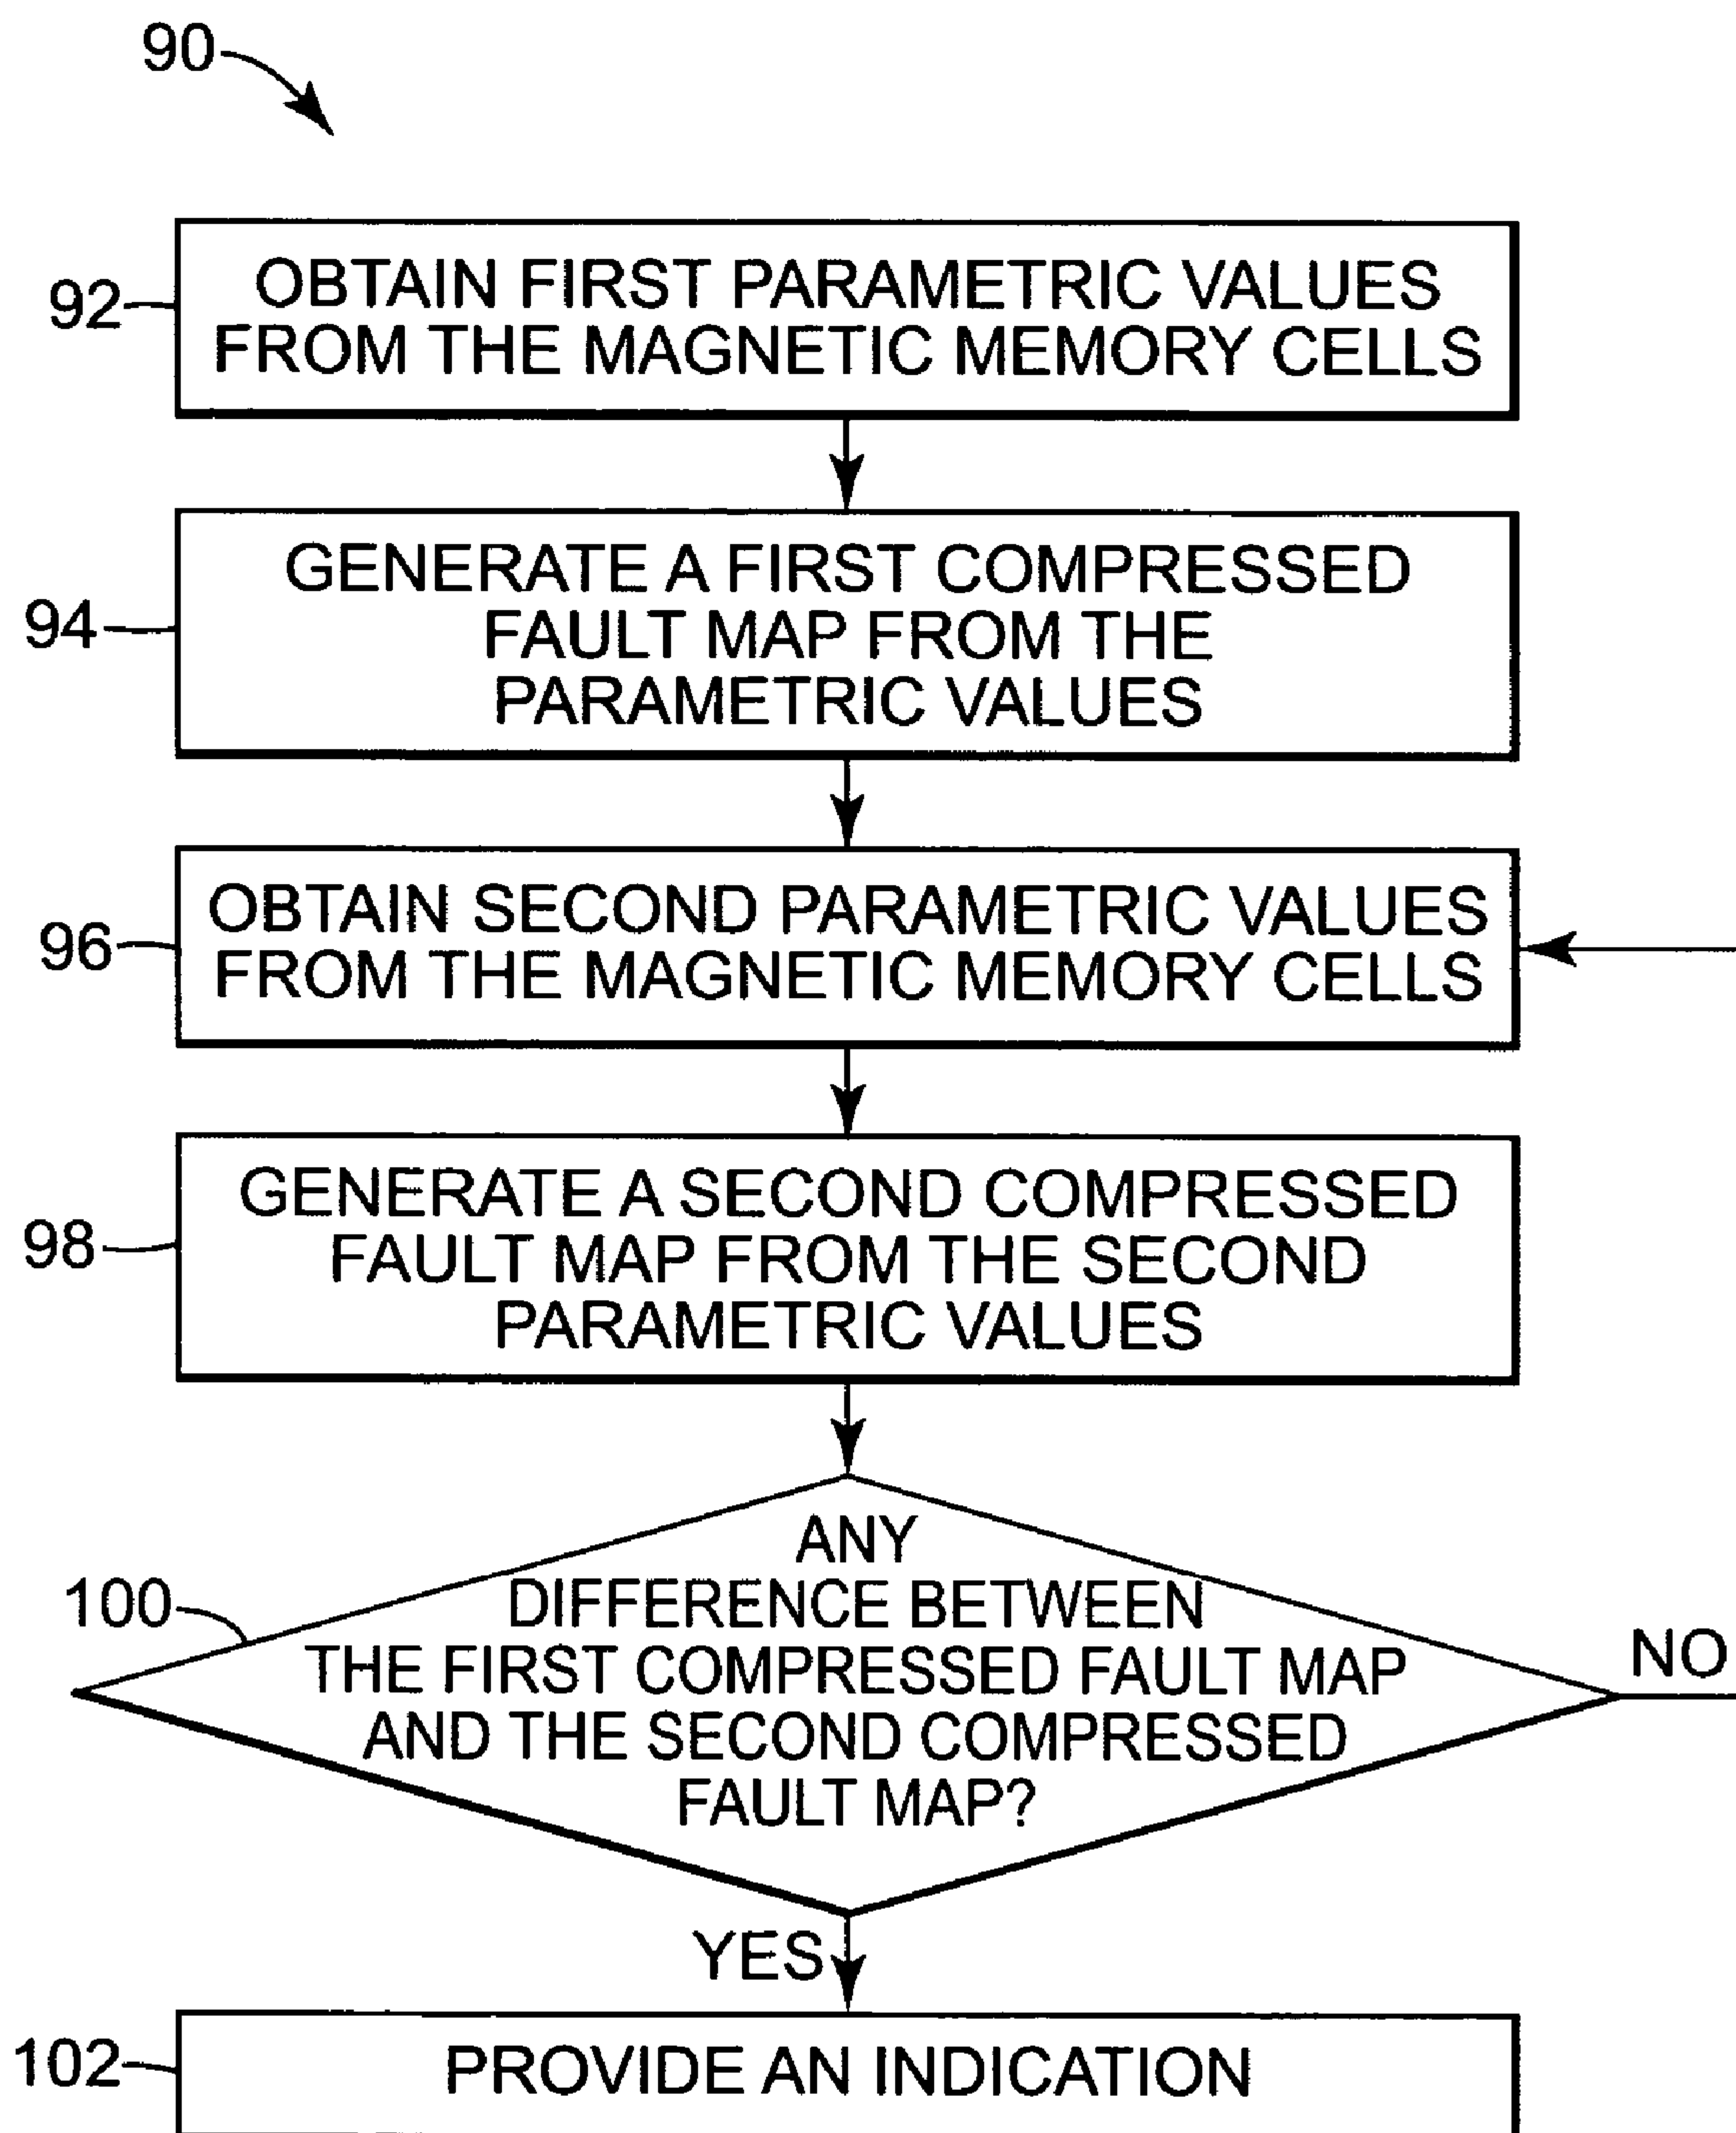 90
92
OBTAIN FIRST PARAMETRIC VALUES
FROM THE MAGNETIC MEMORY CELLS
94
GENERATE A FIRST COMPRESSED
FAULT MAP FROM THE
PARAMETRIC VALUES
96
OBTAIN SECOND PARAMETRIC VALUES
FROM THE MAGNETIC MEMORY CELLS
98
GENERATE A SECOND COMPRESSED
FAULT MAP FROM THE SECOND
PARAMETRIC VALUES
100
ANY
DIFFERENCE BETWEEN
THE FIRST COMPRESSED FAULT MAP
AND THE SECOND COMPRESSED
FAULT MAP?
NO
YES
102
PROVIDE AN INDICATION